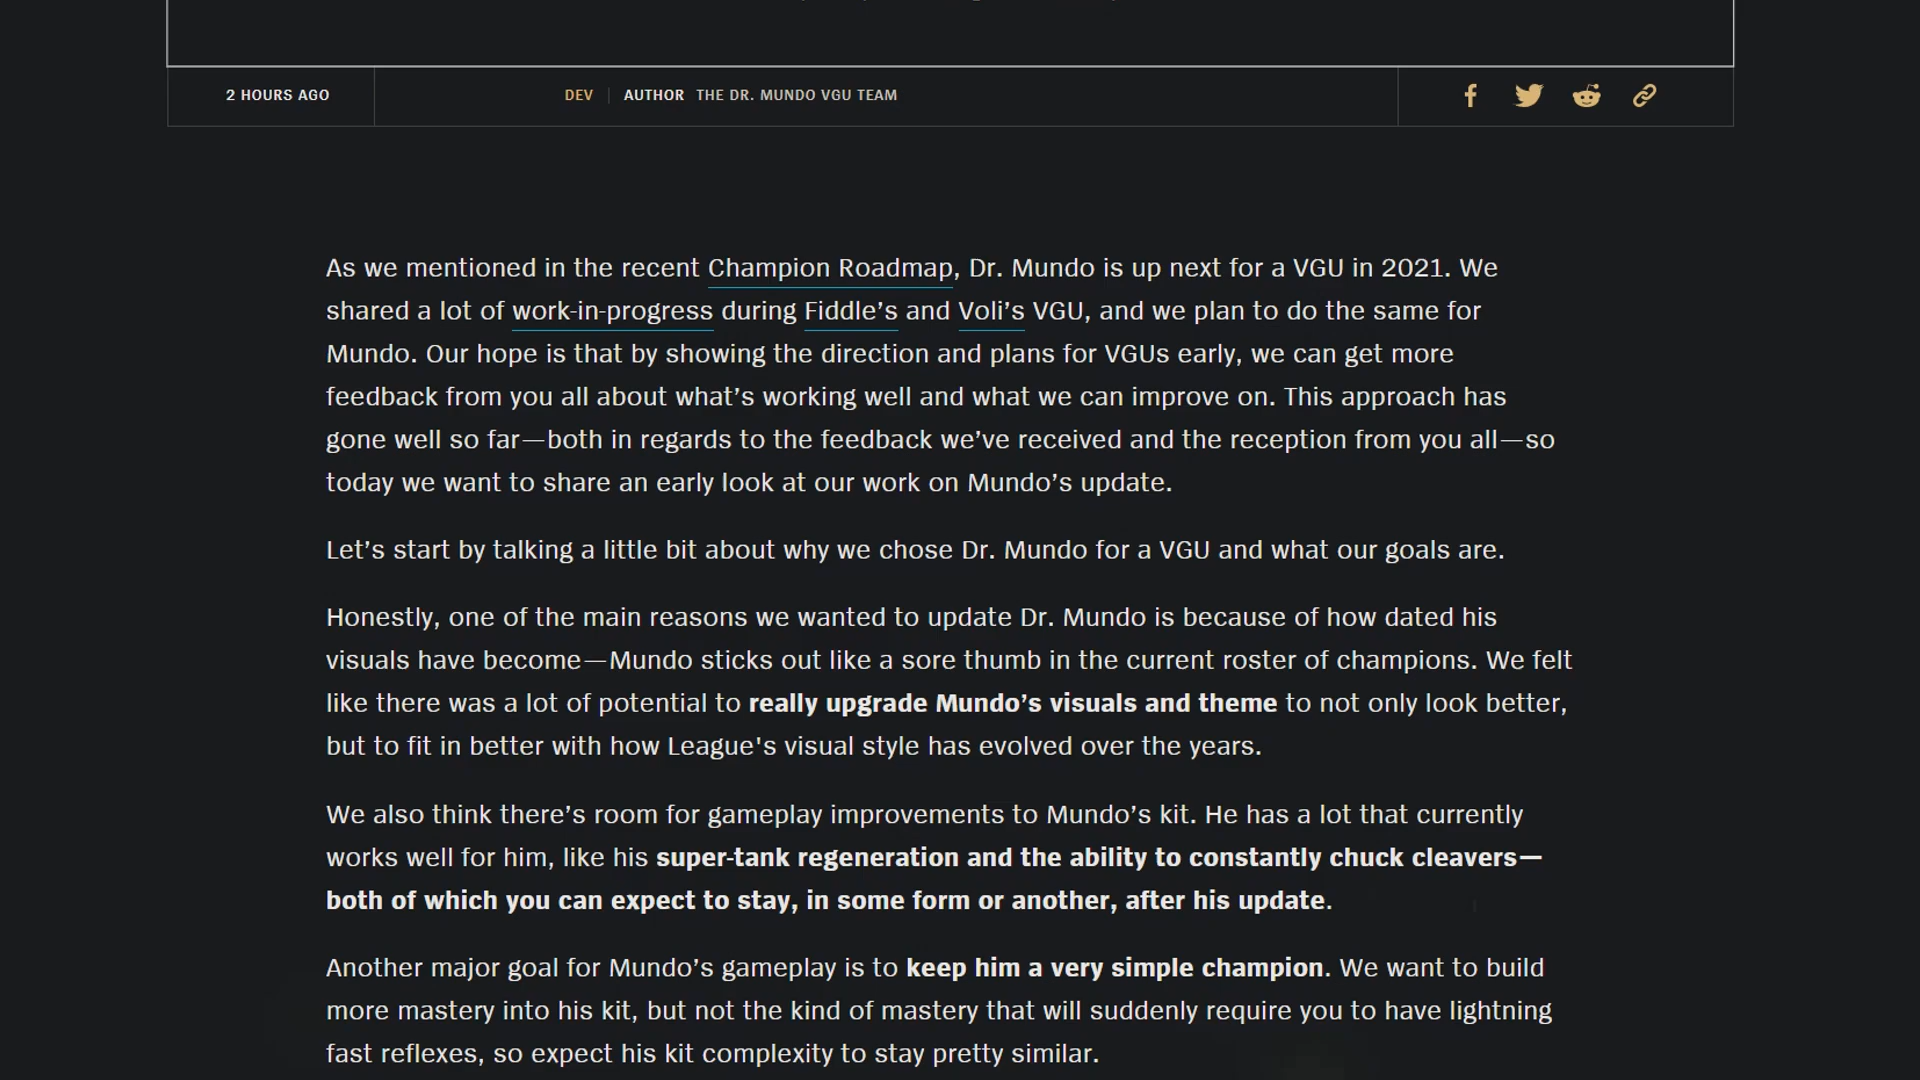 2 HOURS AGO
DEV | AUTHOR THE DR. MUNDO VGU TEAM
As we mentioned in the recent Champion Roadmap, Dr. Mundo is up next for a VGU in 2021. We
shared a lot of work-in-progress during Fiddle’s and Voli’s VGU, and we plan to do the same for
Mundo. Our hope is that by showing the direction and plans for VGUs early, we can get more
feedback from you all about what’s working well and what we can improve on. This approach has
gone well so far—both in regards to the feedback we’ve received and the reception from you all—so
today we want to share an early look at our work on Mundo’s update.
Let’s start by talking a little bit about why we chose Dr. Mundo for a VGU and what our goals are.
Honestly, one of the main reasons we wanted to update Dr. Mundo is because of how dated his
visuals have become—Mundo sticks out like a sore thumb in the current roster of champions. We felt
like there was a lot of potential to really upgrade Mundo’s visuals and theme to not only look better,
but to fit in better with how League's visual style has evolved over the years.
We also think there’s room for gameplay improvements to Mundo’s kit. He has a lot that currently
works well for him, like his super-tank regeneration and the ability to constantly chuck cleavers—
both of which you can expect to stay, in some form or another, after his update.
Another major goal for Mundo’s gameplay is to keep him a very simple champion. We want to build
more mastery into his kit, but not the kind of mastery that will suddenly require you to have lightning
fast reflexes, so expect his kit complexity to stay pretty similar.